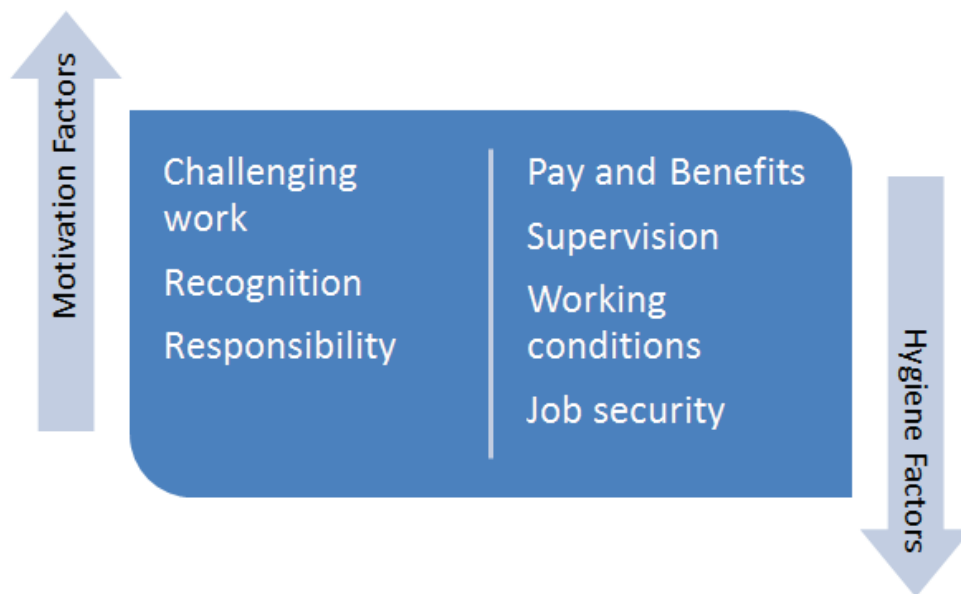 Motivation Factors
Challenging
work
Recognition
Responsibility
Pay and Benefits
Supervision
Working
conditions
Job security
Hygiene Factors